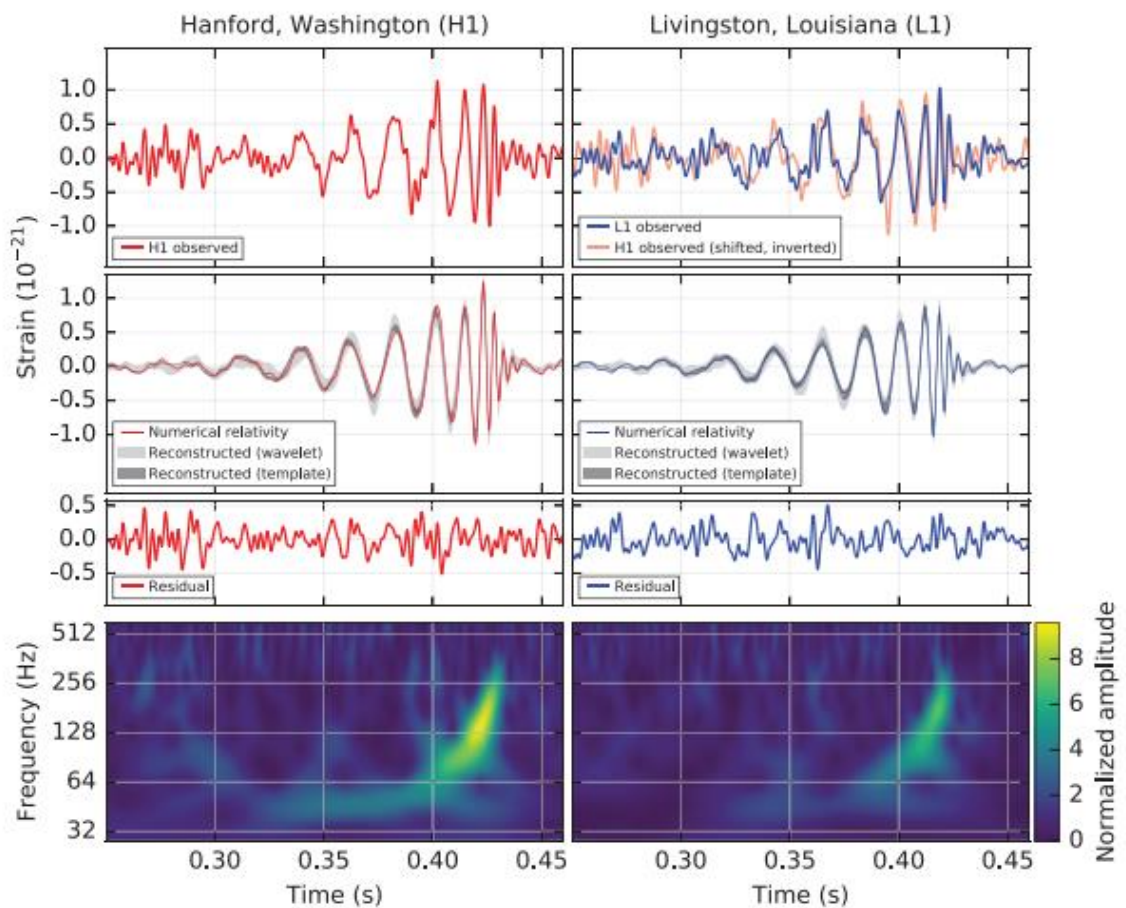 Hanford, Washington (H1)
Livingston, Louisiana (L1)
1.0
0.5
0.0
-0.5
-1.0
H1 observed
L1 observed
H1 observed (shifted, inverted)
Strain (10⁻²¹)
1.0
0.5
0.0
-0.5
-1.0
Numerical relativity
Reconstructed (wavelet)
Reconstructed (template)
Numerical relativity
Reconstructed (wavelet)
Reconstructed (template)
0.5
0.0
-0.5
Residual
Residual
Frequency (Hz)
512
256
128
64
32
Normalized amplitude
8
6
4
2
0
0.30
0.35
0.40
0.45
0.30
0.35
0.40
0.45
Time (s)
Time (s)